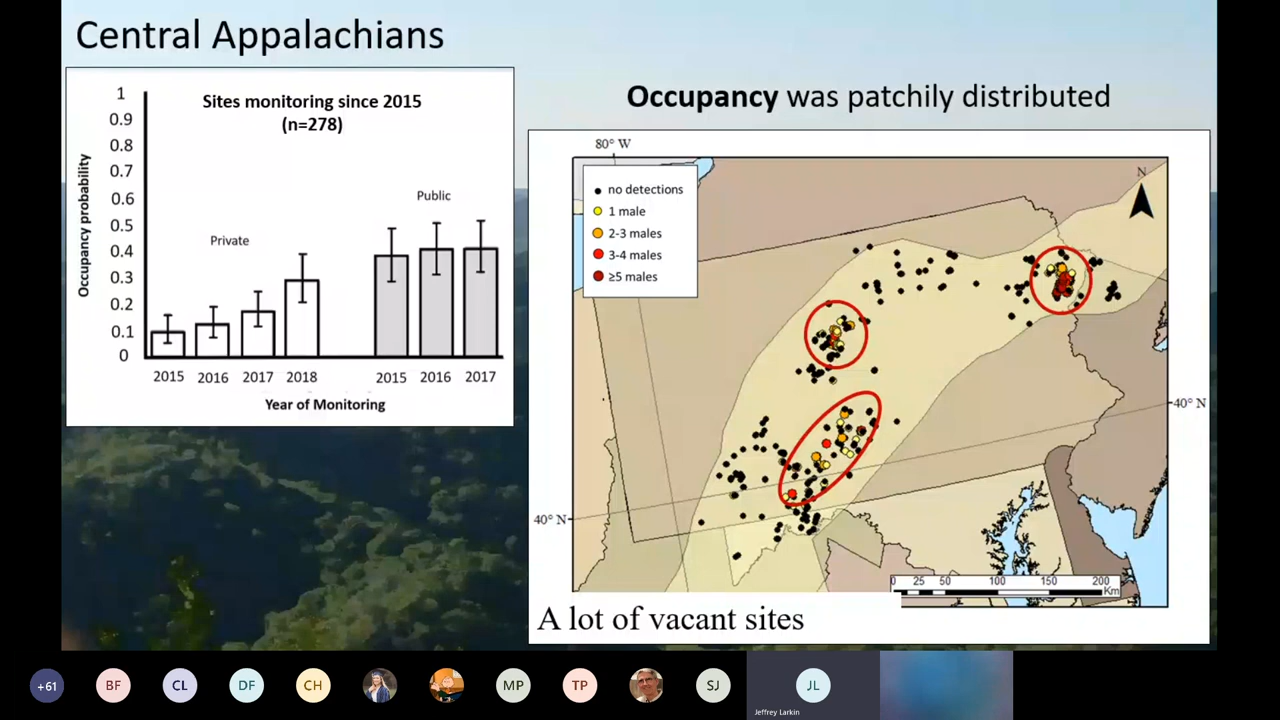 Central Appalachians
Sites monitoring since 2015
(n=278)
Occupancy probability
1
0.9
0.8
0.7
0.6
0.5
0.4
0.3
0.2
0.1
0
Private
Public
2015 2016 2017 2018 2015 2016 2017
Year of Monitoring
Occupancy was patchily distributed
80° W
no detections
1 male
2-3 males
3-4 males
≥5 males
N
40° N
40° N
0 25 50 100 150 200
Km
A lot of vacant sites
+61 BF CL DF CH MP TP SJ JL
Jeffrey Larkin